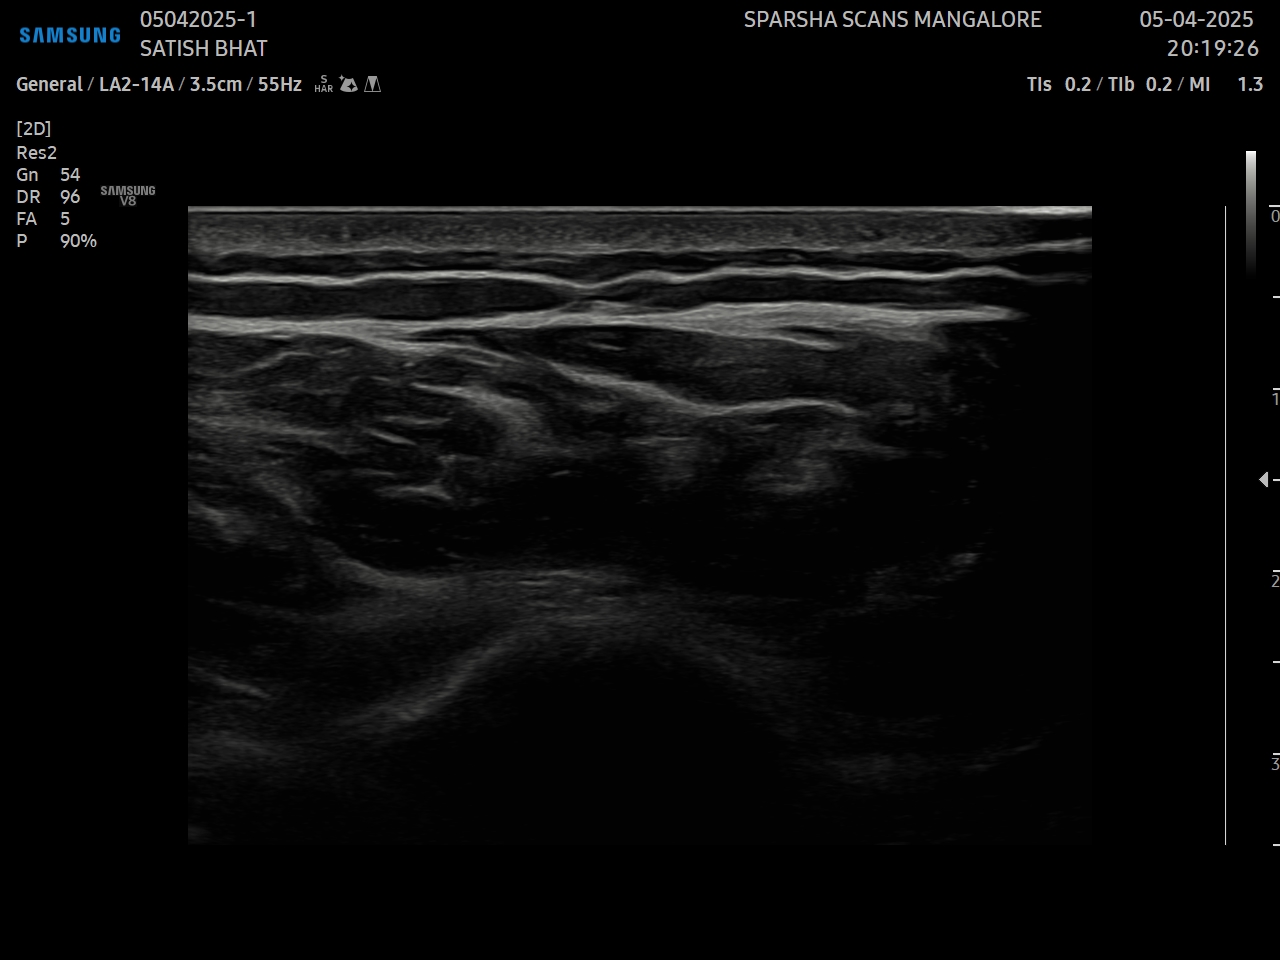 SAMSUNG
05042025-1
SATISH BHAT
SPARSHA SCANS MANGALORE
05-04-2025
20:19:26
General / LA2-14A / 3.5cm / 55Hz
S
HAR
TIs 0.2 / TIb 0.2 / MI 1.3
[2D]
Res2
Gn 54
DR 96
FA 5
P 90%
SAMSUNG
V8
0
1
2
3